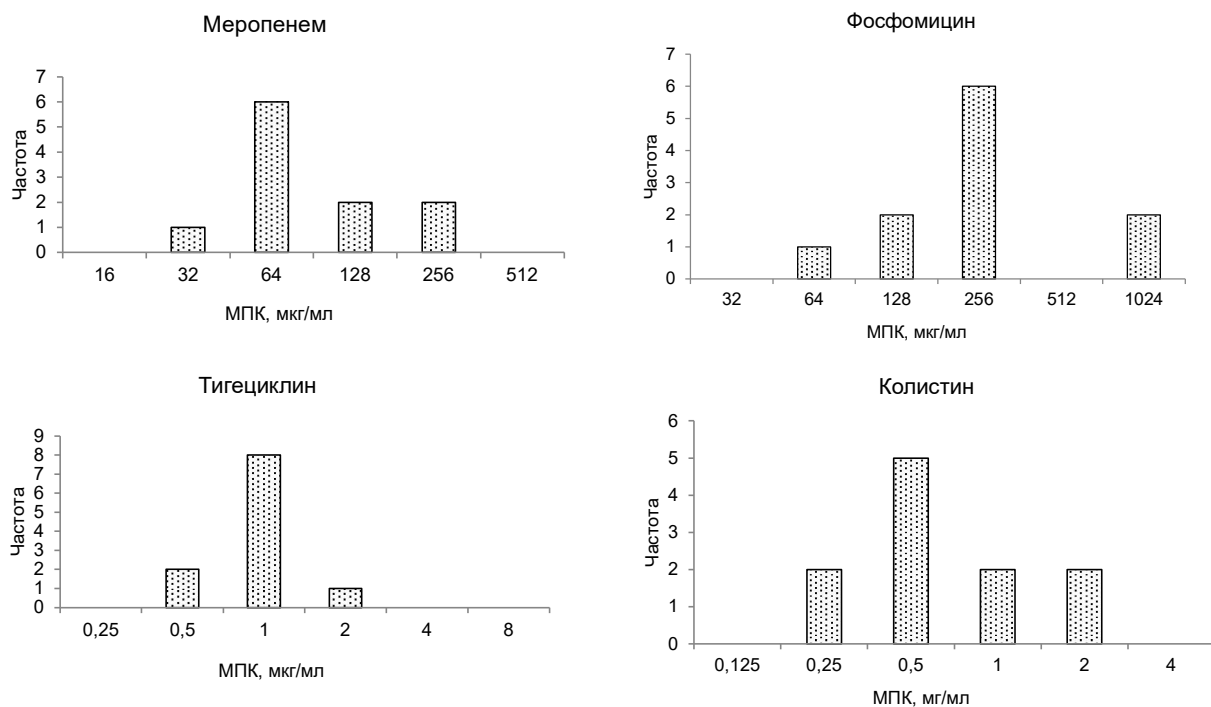 Меропенем
7
6
5
4
3
2
1
0
Частота
16 32 64 128 256 512
МПК, мкг/мл
Фосфомицин
7
6
5
4
3
2
1
0
Частота
32 64 128 256 512 1024
МПК, мкг/мл
Тигециклин
9
8
7
6
5
4
3
2
1
0
Частота
0,25 0,5 1 2 4 8
МПК, мкг/мл
Колистин
6
5
4
3
2
1
0
Частота
0,125 0,25 0,5 1 2 4
МПК, мг/мл